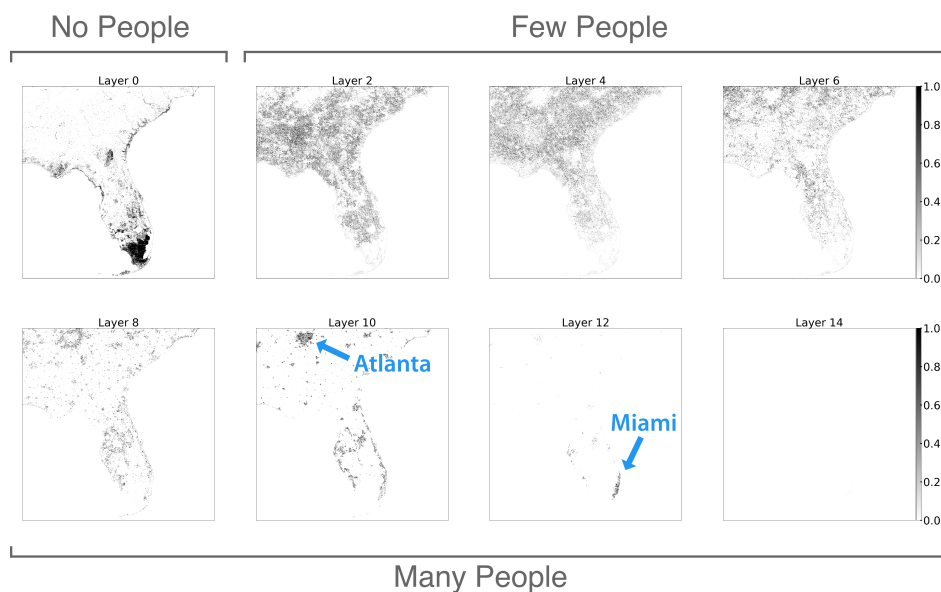 No People
Few People
Layer 0
Layer 2
Layer 4
Layer 6
1.0
0.8
0.6
0.4
0.2
0.0
Layer 8
Layer 10
Layer 12
Layer 14
Atlanta
Miami
1.0
0.8
0.6
0.4
0.2
0.0
Many People